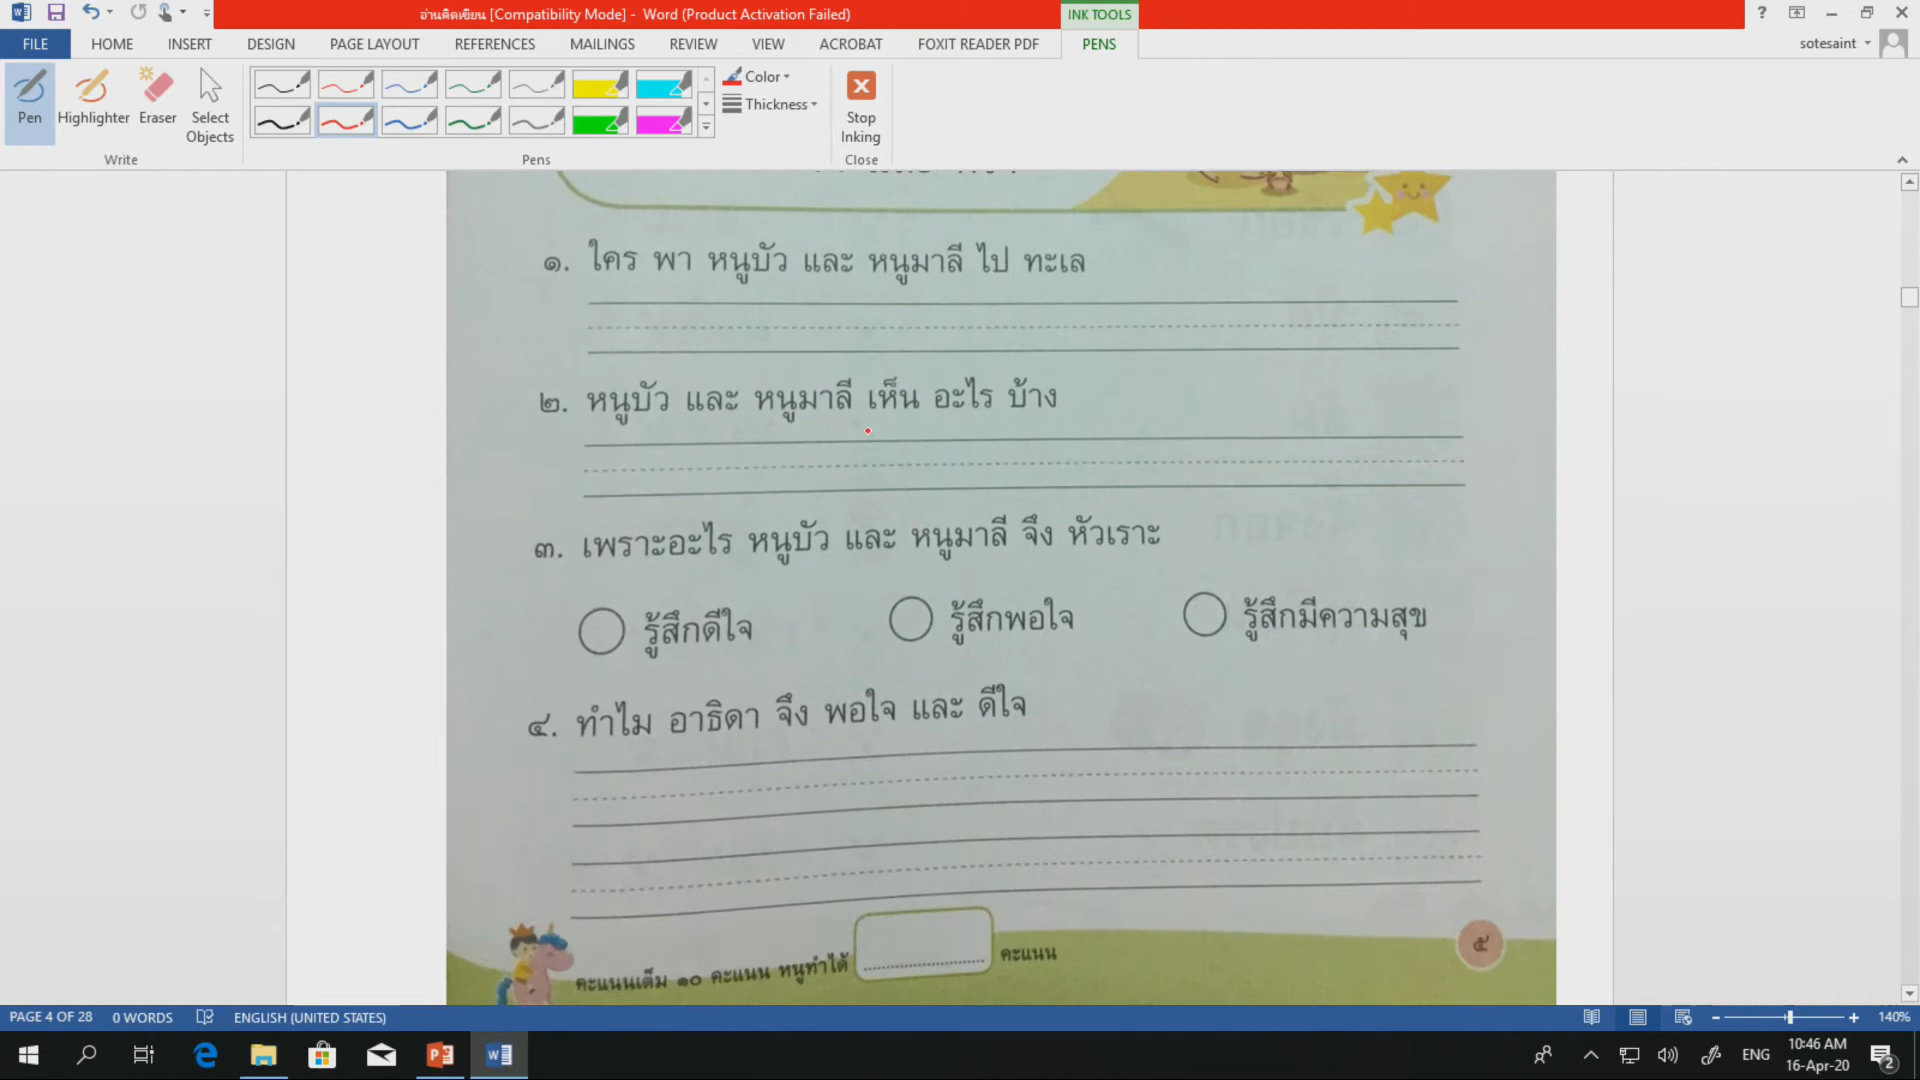 อ่านคิดเขียน [Compatibility Mode] - Word (Product Activation Failed)
INK TOOLS
FILE HOME INSERT DESIGN PAGE LAYOUT REFERENCES MAILINGS REVIEW VIEW ACROBAT FOXIT READER PDF PENS
sotesaint
Pen Highlighter Eraser Select Objects
Color
Thickness
Stop Inking
Write Pens Close
๑. ใคร พา หนูบัว และ หนูมาลี ไป ทะเล
๒. หนูบัว และ หนูมาลี เห็น อะไร บ้าง
๓. เพราะอะไร หนูบัว และ หนูมาลี จึง หัวเราะ
รู้สึกดีใจ รู้สึกพอใจ รู้สึกมีความสุข
๔. ทำไม อาธิดา จึง พอใจ และ ดีใจ
คะแนนเต็ม ๑๐ คะแนน หนูทำได้ คะแนน
๕
PAGE 4 OF 28 0 WORDS ENGLISH (UNITED STATES) 140%
ENG
10:46 AM
16-Apr-20
2